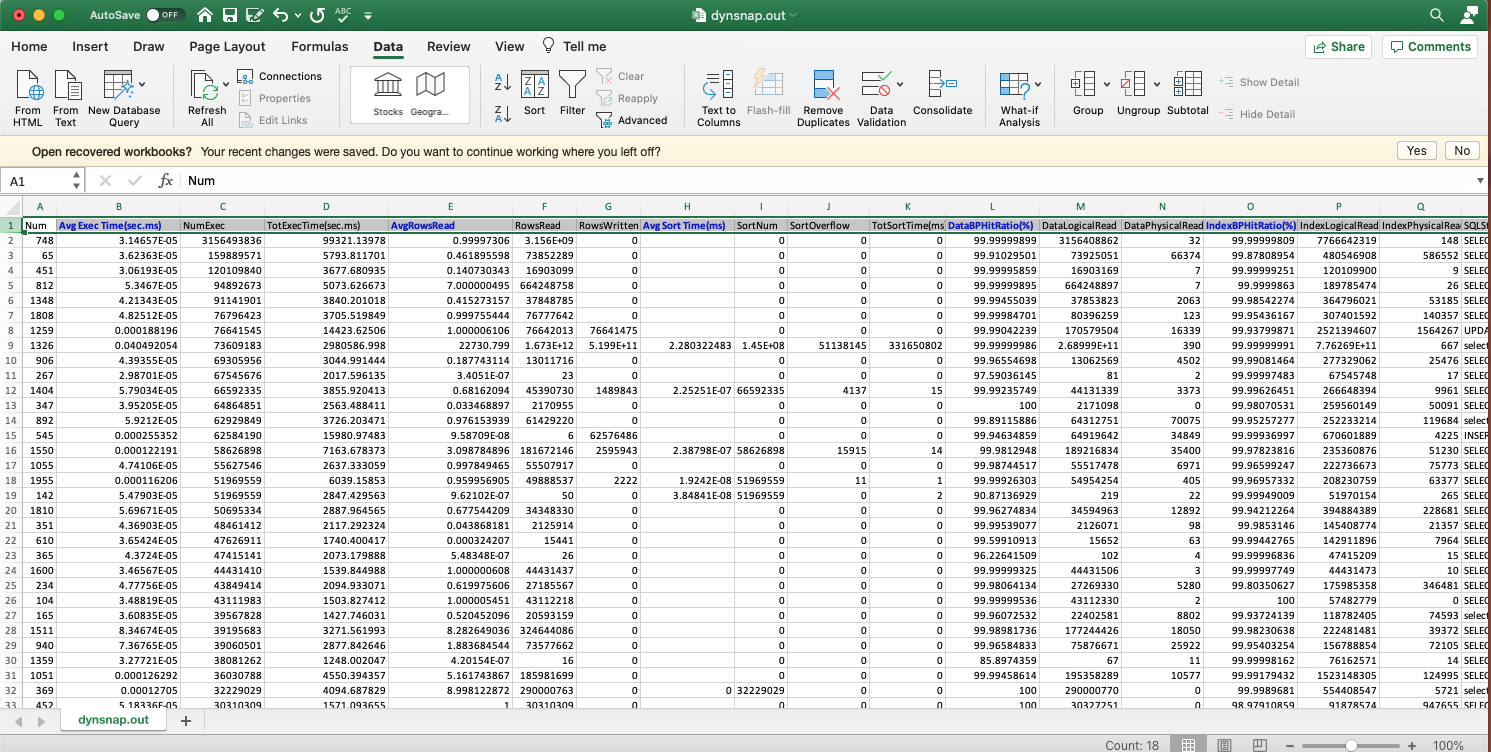 AutoSave OFF ABC dynsnap.out
Home Insert Draw Page Layout Formulas Data Review View Tell me Share Comments
From HTML From Text New Database Query Refresh All Connections Properties Edit Links Stocks Geogra... Sort Filter Clear Reapply Advanced Text to Columns Flash-fill Remove Duplicates Data Validation Consolidate What-if Analysis Group Ungroup Subtotal Show Detail Hide Detail
Open recovered workbooks? Your recent changes were saved. Do you want to continue working where you left off? Yes No
A1 fx Num
A B C D E F G H I J K L M N O P Q
1 Num Avg Exec Time(sec.ms) NumExec TotExecTime(sec.ms) AvgRowsRead RowsRead RowsWritten Avg Sort Time(ms) SortNum SortOverflow TotSortTime(ms DataBPHitRatio(%) DataLogicalRead DataPhysicalRead IndexBPHitRatio(%) IndexLogicalRead IndexPhysicalRea SQLSt
2 748 3.14657E-05 3156493836 99321.13978 0.99997306 3.156E+09 0 0 0 0 99.99999899 3156408862 32 99.99999809 7766642319 148 SELEC
3 65 3.62363E-05 159889571 5793.811701 0.461895598 73852289 0 0 0 0 99.91029501 73925051 66374 99.87808954 480546908 586552 SELEC
4 451 3.06193E-05 120109840 3677.680935 0.140730343 16903099 0 0 0 0 99.99995859 16903169 7 99.99999251 120109900 9 SELEC
5 812 5.3467E-05 94892673 5073.626673 7.000000495 664248758 0 0 0 0 99.99999895 664248897 7 99.9999863 189785474 26 SELEC
6 1348 4.21343E-05 91141901 3840.201018 0.415273157 37848785 0 0 0 0 99.99455039 37853823 2063 99.98542274 364796021 53185 SELEC
7 1808 4.82512E-05 76796423 3705.519849 0.999755444 76777642 0 0 0 0 99.99984701 80396259 123 99.95436167 307401592 140357 SELEC
8 1259 0.000188196 76641545 14423.62506 1.000006106 76642013 76641475 0 0 0 99.99042239 170579504 16339 99.93799871 2521394607 1564267 UPDA
9 1326 0.040492054 73609183 2980586.998 22730.799 1.673E+12 5.199E+11 2.280322483 1.45E+08 51138145 331650802 99.99999986 2.68999E+11 390 99.99999991 7.76269E+11 667 select
10 906 4.39355E-05 69305956 3044.991444 0.187743114 13011716 0 0 0 0 99.96554698 13062569 4502 99.99081464 277329062 25476 SELEC
11 267 2.98701E-05 67545676 2017.596135 3.4051E-07 23 0 0 0 0 97.59036145 81 2 99.99997483 67545748 17 SELEC
12 1404 5.79034E-05 66592335 3855.920413 0.68162094 45390730 1489843 2.25251E-07 66592335 4137 15 99.99235749 44131339 3373 99.99626451 266648394 9961 SELEC
13 347 3.95205E-05 64864851 2563.488411 0.033468897 2170955 0 0 0 0 100 2171098 0 99.98070531 259560149 50091 SELEC
14 892 5.9212E-05 62929849 3726.203471 0.976153939 61429220 0 0 0 0 99.89115886 64312751 70075 99.95257277 252233214 119684 select
15 545 0.000255352 62584190 15980.97483 9.58709E-08 6 62576486 0 0 0 99.94634859 64919642 34849 99.99936997 670601889 4225 INSER
16 1550 0.000122191 58626898 7163.678373 3.098784896 181672146 2595943 2.38798E-07 58626898 15915 14 99.9812948 189216834 35400 99.97823816 235360876 51230 SELEC
17 1055 4.74106E-05 55627546 2637.333059 0.997849465 55507917 0 0 0 0 99.98744517 55517478 6971 99.96599247 222736673 75773 SELEC
18 1955 0.000116206 51969559 6039.15853 0.959956905 49888537 2222 1.9242E-08 51969559 11 1 99.99926303 54954254 405 99.96957332 208230759 63377 SELEC
19 142 5.47903E-05 51969559 2847.429563 9.62102E-07 50 0 3.84841E-08 51969559 0 2 90.87136929 219 22 99.99949009 51970154 265 SELEC
20 1810 5.69671E-05 50695334 2887.964565 0.677544209 34348330 0 0 0 0 99.96274834 34594963 12892 99.94212264 394884389 228681 SELEC
21 351 4.36903E-05 48461412 2117.292324 0.043868181 2125914 0 0 0 0 99.99539077 2126071 98 99.9853146 145408774 21357 SELEC
22 610 3.65424E-05 47626911 1740.400417 0.000324207 15441 0 0 0 0 99.59910913 15652 63 99.99442765 142911896 7964 SELEC
23 365 4.3724E-05 47415141 2073.179888 5.48348E-07 26 0 0 0 0 96.22641509 102 4 99.99996836 47415209 15 SELEC
24 1600 3.46567E-05 44431410 1539.844988 1.000000608 44431437 0 0 0 0 99.99999325 44431506 3 99.99997749 44431473 10 SELEC
25 234 4.77756E-05 43849414 2094.933071 0.619975606 27185567 0 0 0 0 99.98064134 27269330 5280 99.80350627 175985358 346481 SELEC
26 104 3.48819E-05 43111983 1503.827412 1.000005451 43112218 0 0 0 0 99.99999536 43112330 2 100 57482779 0 SELEC
27 165 3.60835E-05 39567828 1427.746031 0.520452096 20593159 0 0 0 0 99.96072532 22402581 8802 99.93724139 118782405 74593 select
28 1511 8.34674E-05 39195683 3271.561993 8.282649036 324644086 0 0 0 0 99.98981736 177244426 18050 99.98230638 222481481 39372 SELEC
29 940 7.36765E-05 39060501 2877.842646 1.883684544 73577662 0 0 0 0 99.96584833 75876671 25922 99.95403254 156788854 72105 SELEC
30 1359 3.27721E-05 38081262 1248.002047 4.20154E-07 16 0 0 0 0 85.8974359 67 11 99.99998162 76162571 14 SELEC
31 1051 0.000126292 36030788 4550.394357 5.161743867 185981699 0 0 0 0 99.99458614 195358289 10577 99.99179432 1523148305 124995 SELEC
32 369 0.00012705 32229029 4094.687829 8.998122872 290000763 0 0 32229029 0 0 100 290000770 0 99.9989681 554408547 5721 select
33 452 5.18336E-05 30310309 1571.093655 1 30310309 0 0 0 0 100 30327251 0 98.97910859 91878574 947655 SELEC
dynsnap.out +
Count: 18 − + 100%